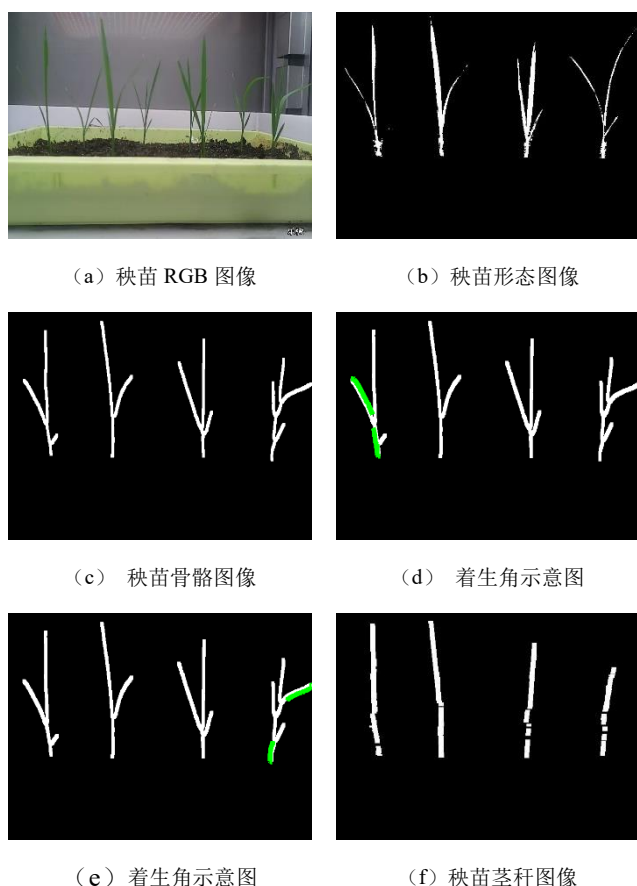 （a）秧苗 RGB 图像
（b）秧苗形态图像
（c） 秧苗骨骼图像
（d） 着生角示意图
（e）着生角示意图
（f）秧苗茎秆图像